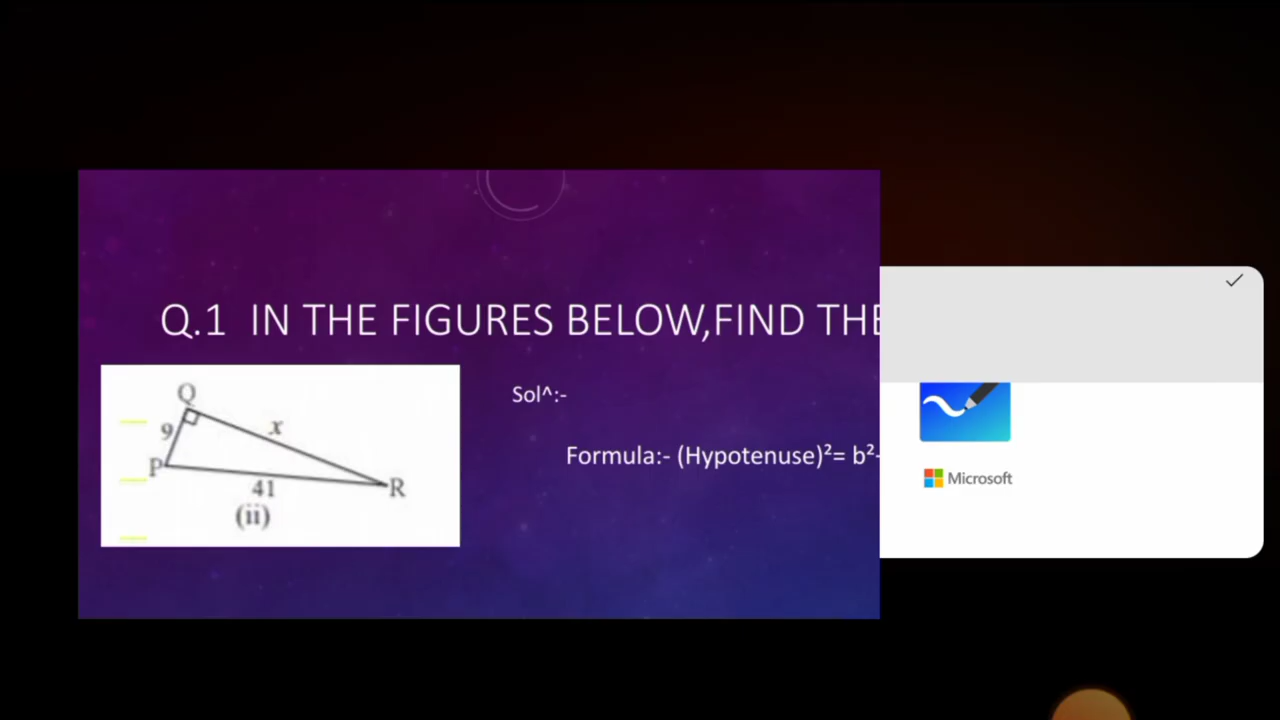 Q.1 IN THE FIGURES BELOW,FIND THE
Q
9
x
P
41
R
(ii)
Sol^:-
Formula:- (Hypotenuse)²= b²-
Microsoft